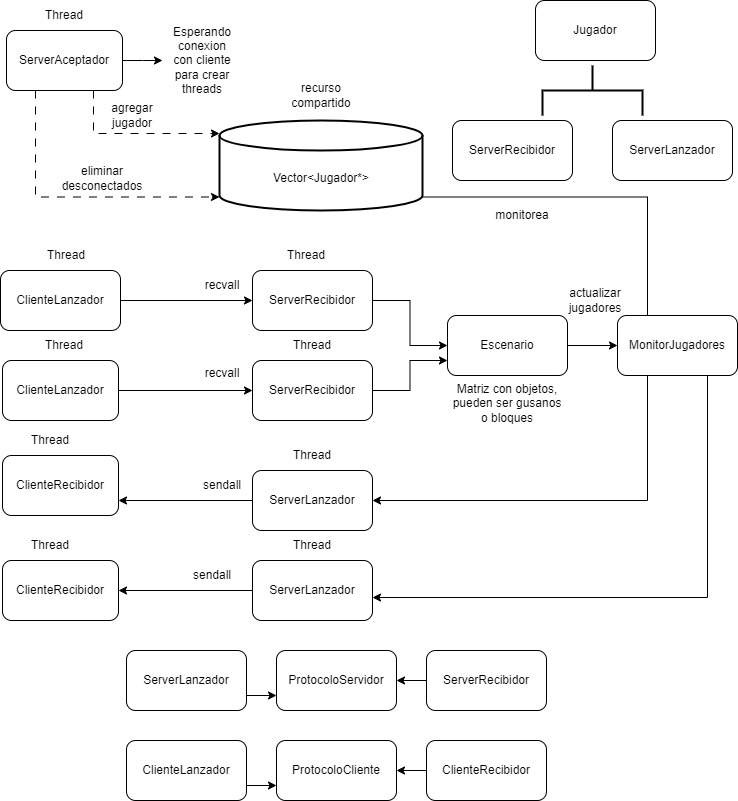 Thread
ServerAceptador
Esperando
conexion
con cliente
para crear
threads
Jugador
agregar
jugador
recurso
compartido
ServerRecibidor
ServerLanzador
eliminar
desconectados
Vector<Jugador*>
monitorea
Thread
Thread
ClienteLanzador
recvall
ServerRecibidor
actualizar
jugadores
Thread
Thread
Escenario
MonitorJugadores
ClienteLanzador
recvall
ServerRecibidor
Matriz con objetos,
pueden ser gusanos
o bloques
Thread
Thread
ClienteRecibidor
sendall
ServerLanzador
Thread
Thread
ClienteRecibidor
sendall
ServerLanzador
ServerLanzador
ProtocoloServidor
ServerRecibidor
ClienteLanzador
ProtocoloCliente
ClienteRecibidor